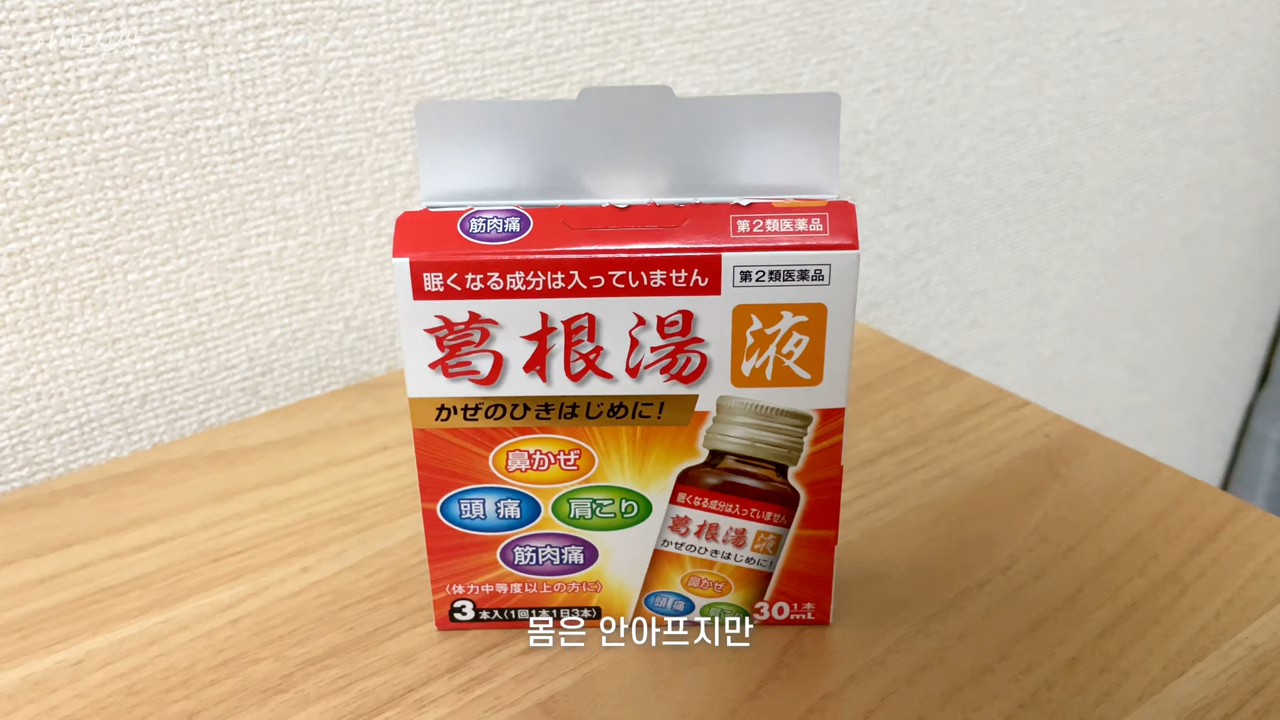 筋肉痛
第2類医薬品
眠くなる成分は入っていません
第2類医薬品
葛根湯 液
かぜのひきはじめに!
鼻かぜ
頭痛
肩こり
筋肉痛
〈体力中等度以上の方に〉
3本入〈1回1本1日3本〉
眠くなる成分は入っていません
葛根湯 液
かぜのひきはじめに!
鼻かぜ
頭痛
肩こり
1本
30mL
몸은 안아프지만